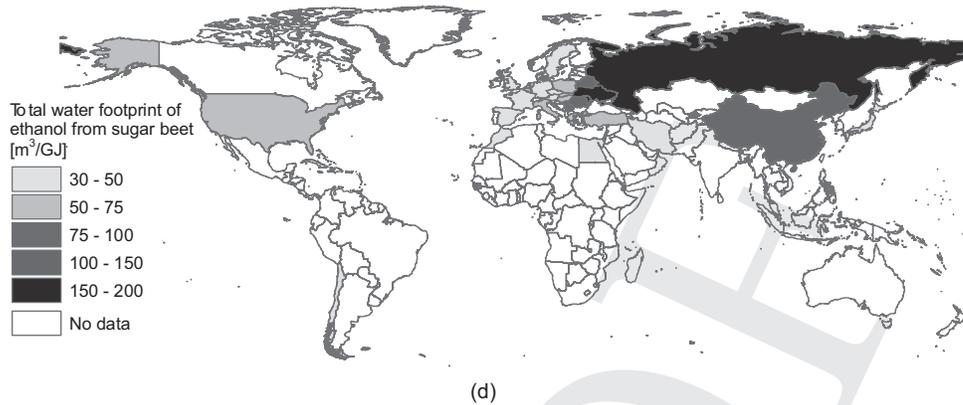 Total water footprint of
ethanol from sugar beet
[m³/GJ]
30 - 50
50 - 75
75 - 100
100 - 150
150 - 200
No data
(d)